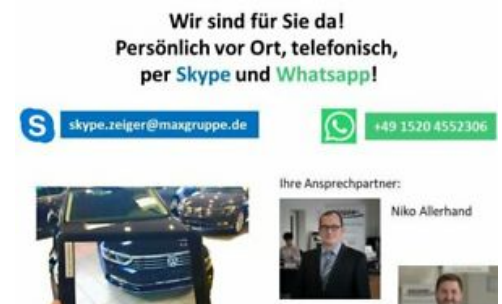 Wir sind für Sie da!
Persönlich vor Ort, telefonisch,
per Skype und Whatsapp!
skype.zeiger@maxgruppe.de
+49 1520 4552306
Ihre Ansprechpartner:
Niko Allerhand